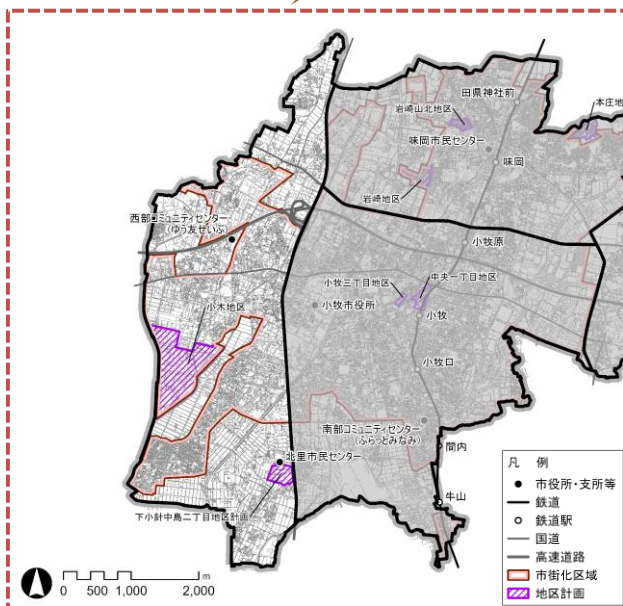 田県神社前
岩崎山北地区
本庄地
味岡市民センター
味岡
岩崎地区
西部コミュニティセンター
（ゆう友せいぶ）
小牧原
小牧三丁目地区
中央一丁目地区
小木地区
小牧市役所
小牧
小牧口
南部コミュニティセンター
（ふらっとみなみ）
間内
北里市民センター
牛山
下小針中島二丁目地区計画
凡 例
市役所・支所等
鉄道
鉄道駅
国道
高速道路
市街化区域
地区計画
0 500 1,000 2,000 m